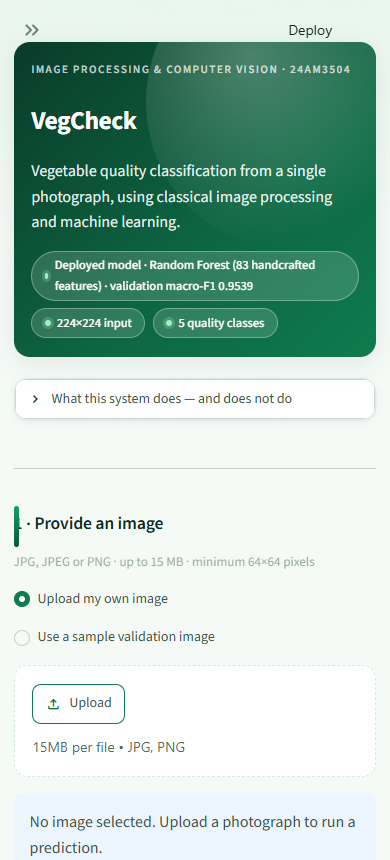 Deploy
IMAGE PROCESSING & COMPUTER VISION · 24AM3504
VegCheck
Vegetable quality classification from a single
photograph, using classical image processing
and machine learning.
Deployed model · Random Forest (83 handcrafted
features) · validation macro-F1 0.9539
224×224 input
5 quality classes
What this system does — and does not do
1 · Provide an image
JPG, JPEG or PNG · up to 15 MB · minimum 64×64 pixels
Upload my own image
Use a sample validation image
Upload
15MB per file • JPG, PNG
No image selected. Upload a photograph to run a
prediction.